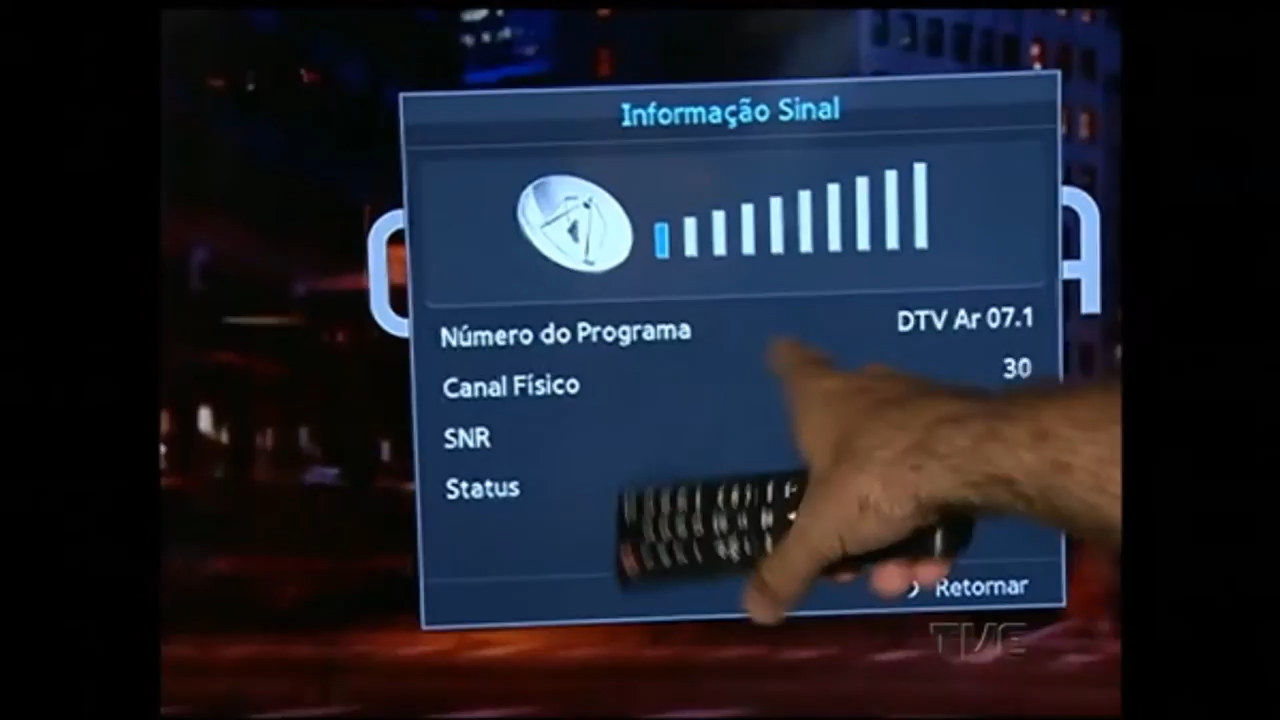 Informação Sinal
Número do Programa DTV Ar 07.1
Canal Físico 30
SNR
Status
Retornar
TVE